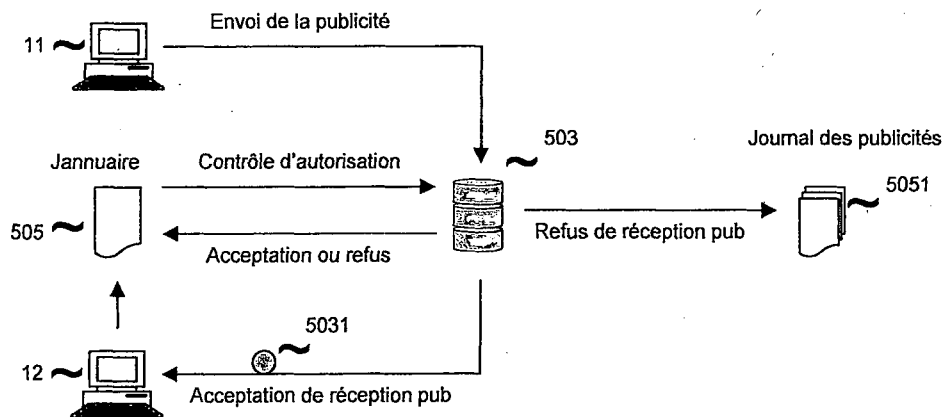 Envoi de la publicité
11
503
Journal des publicités
Jannuaire
Contrôle d'autorisation
5051
505
Acceptation ou refus
Refus de réception pub
5031
12
Acceptation de réception pub